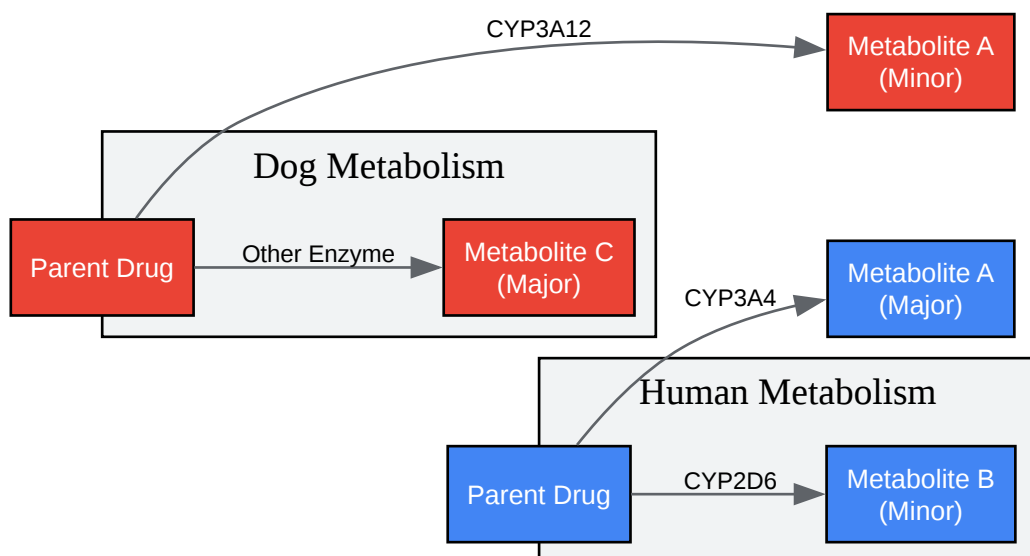 CYP3A12
Metabolite A
(Minor)
Dog Metabolism
Parent Drug
Other Enzyme
Metabolite C
(Major)
CYP3A4
Metabolite A
(Major)
Human Metabolism
Parent Drug
CYP2D6
Metabolite B
(Minor)